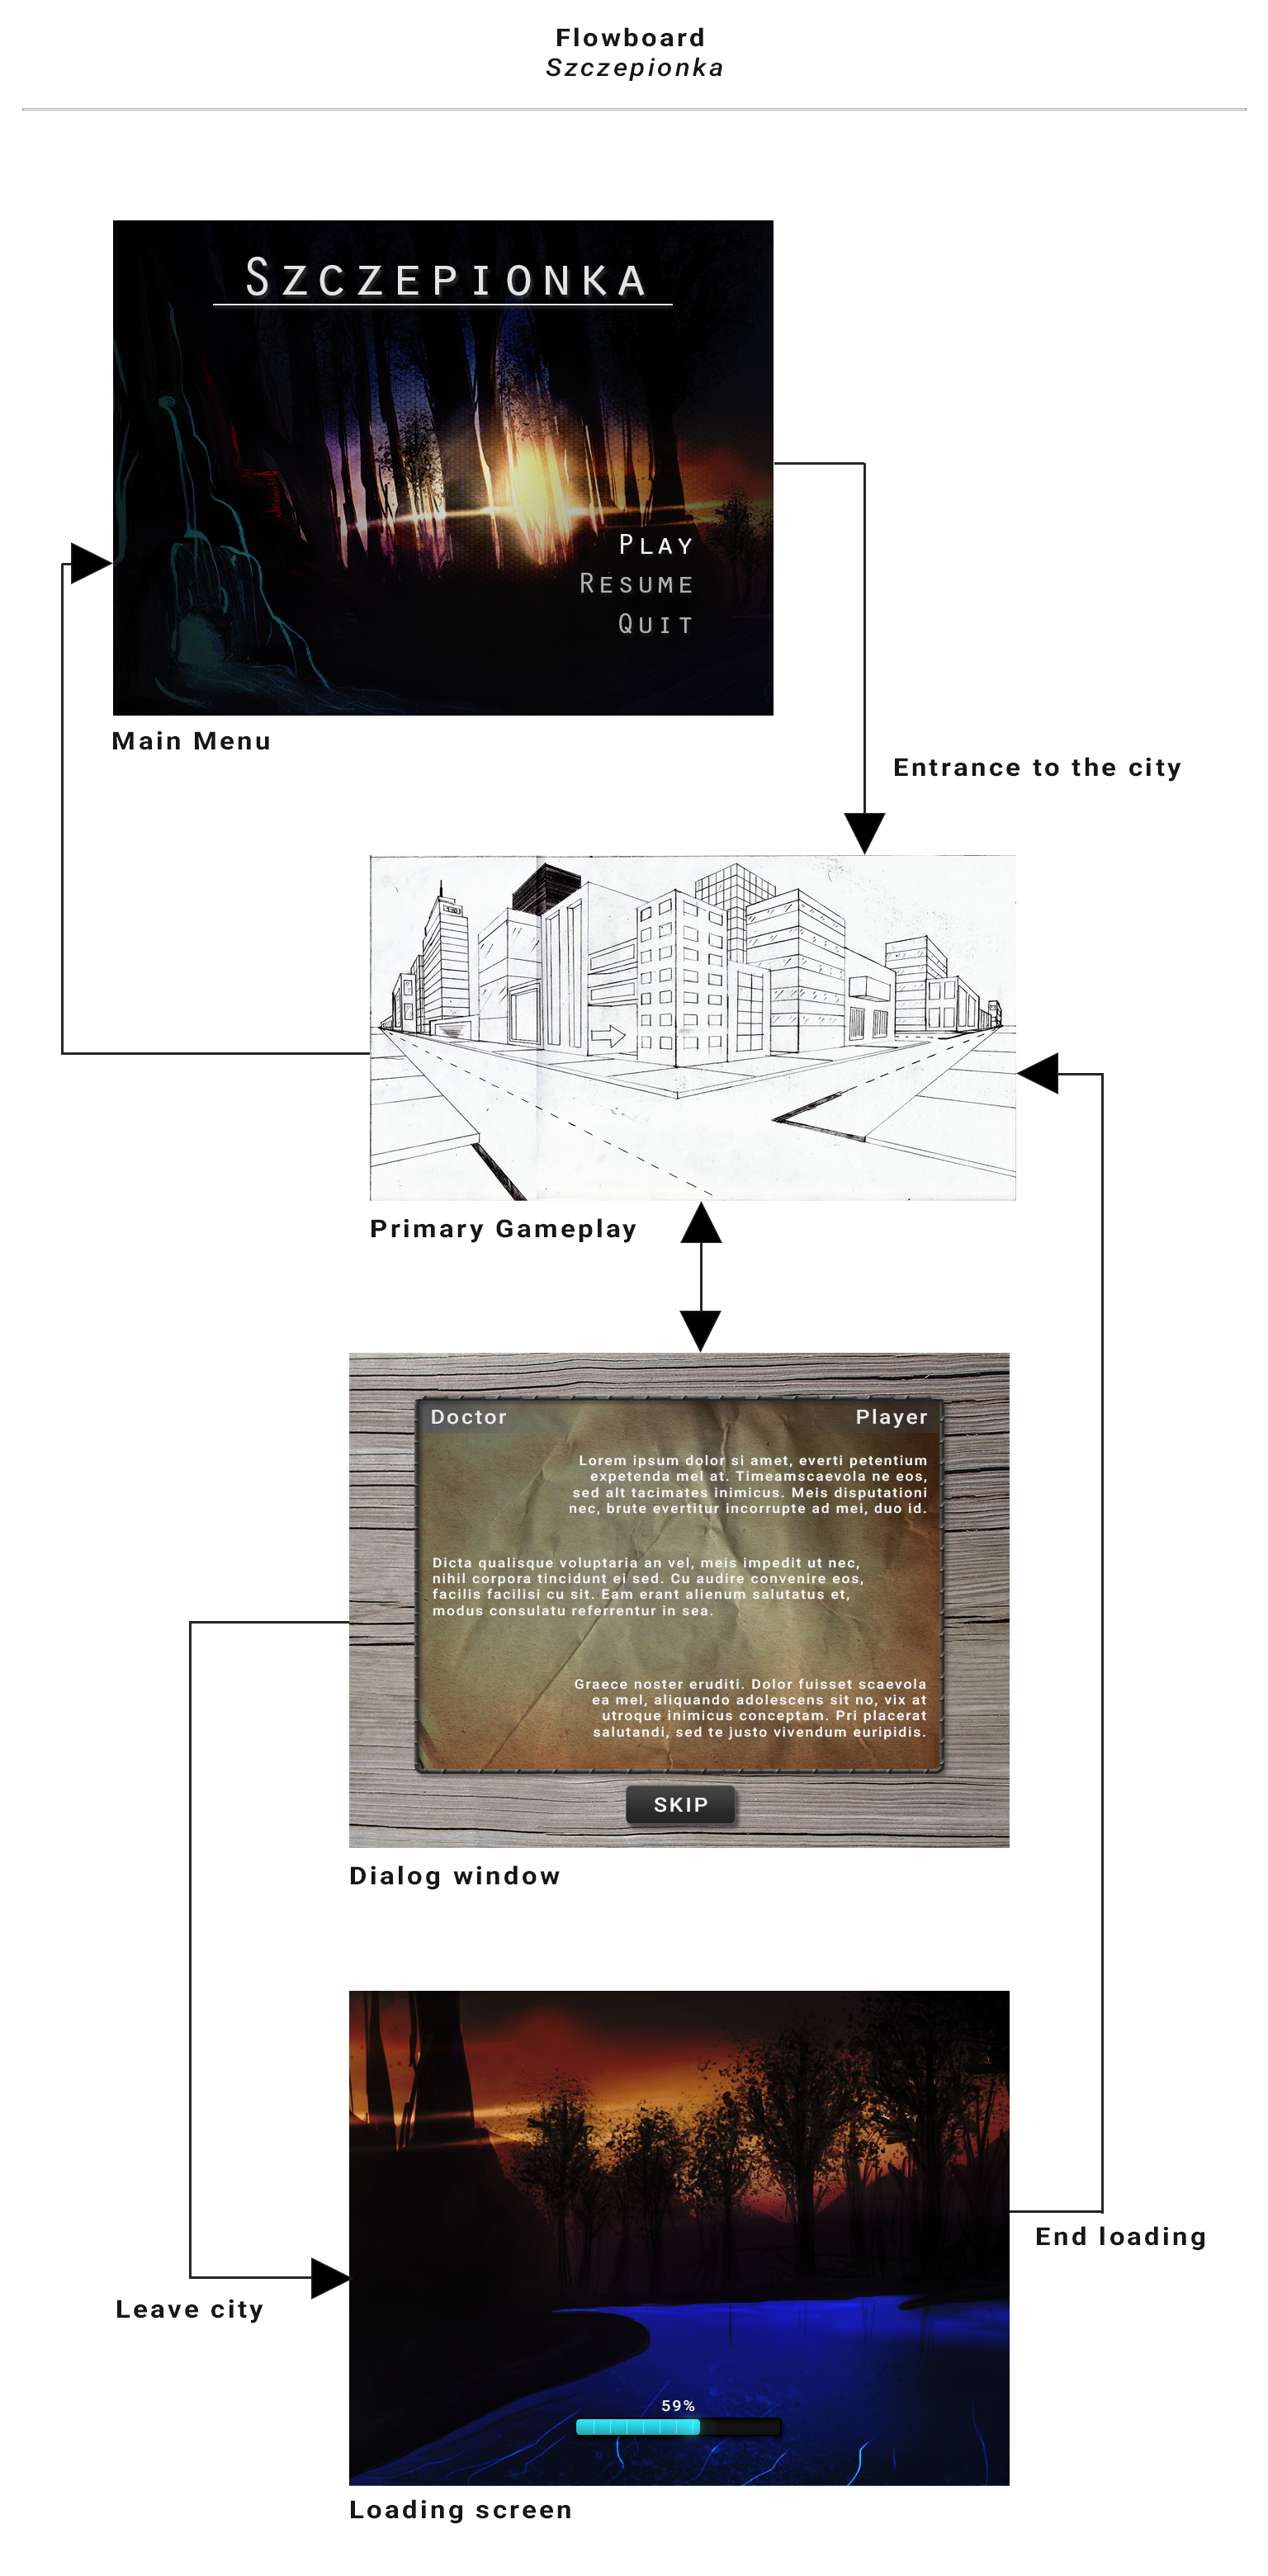 Flowboard
Szczepionka
SZCZEPIONKA
PLAY
RESUME
QUIT
Main Menu
Entrance to the city
Primary Gameplay
Doctor
Player
Lorem ipsum dolor si amet, everti petentium
expetenda mel at. Timeamscaevola ne eos,
sed alt tacimates inimicus. Meis disputationi
nec, brute evertitur incorrupte ad mei, duo id.
Dicta qualisque voluptaria an vel, meis impedit ut nec,
nihil corpora tincidunt ei sed. Cu audire convenire eos,
facilis facilisi cu sit. Eam erant alienum salutatus et,
modus consulatu referrentur in sea.
Graece noster eruditi. Dolor fuisset scaevola
ea mel, aliquando adolescens sit no, vix at
utroque inimicus conceptam. Pri placerat
salutandi, sed te justo vivendum euripidis.
SKIP
Dialog window
End loading
Leave city
59%
Loading screen